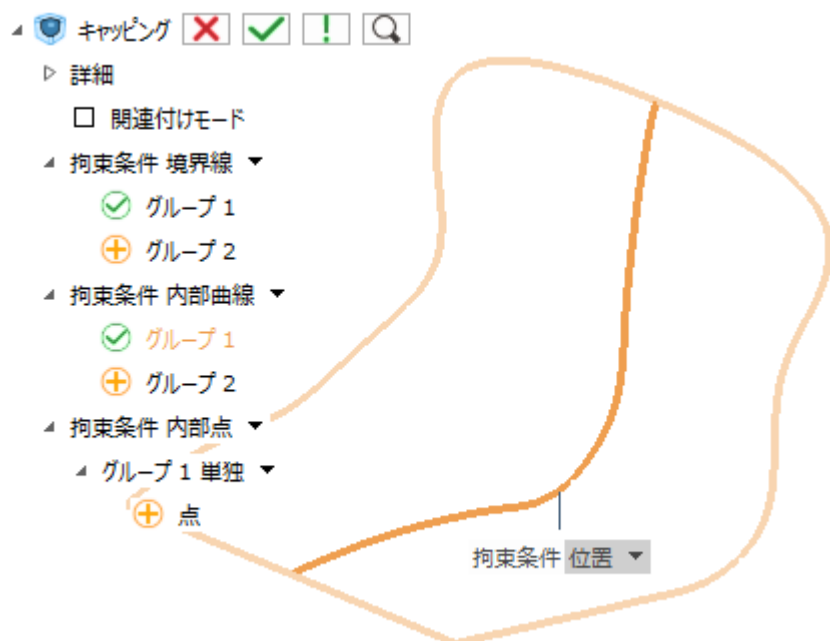 キャッピング
詳細
関連付けモード
拘束条件 境界線
グループ 1
グループ 2
拘束条件 内部曲線
グループ 1
グループ 2
拘束条件 内部点
グループ 1 単独
点
拘束条件 位置